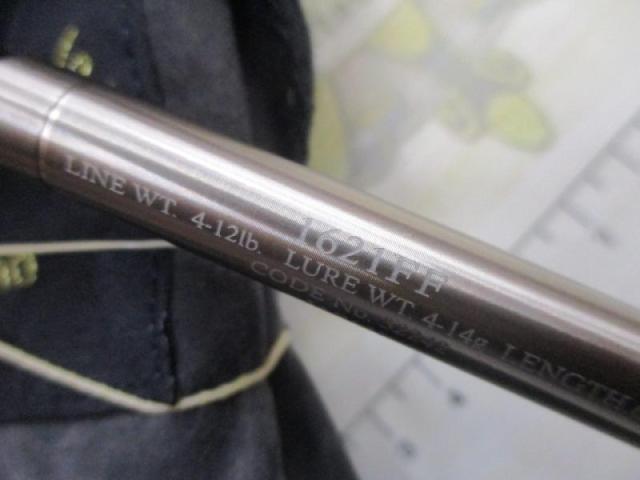 1621FF
LINE WT. 4-12lb. LURE WT. 4-14g LENGTH
CODE No.